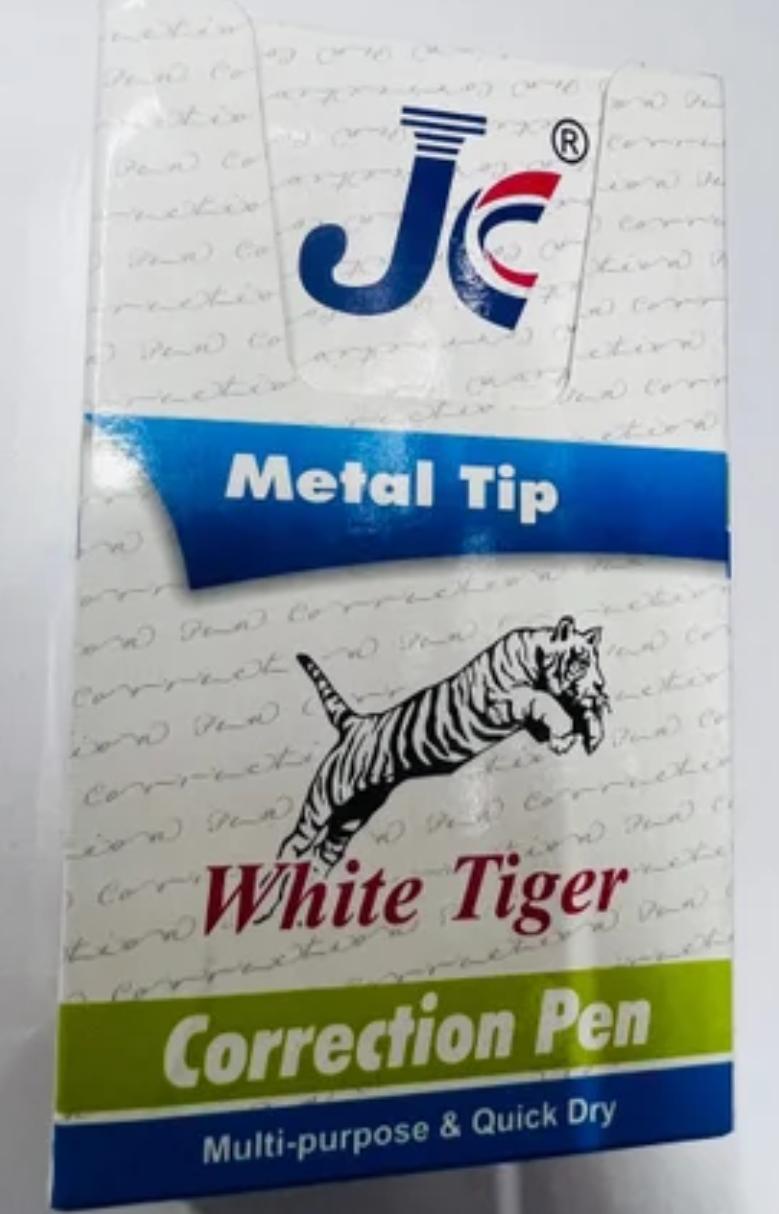 JC®
Metal Tip
White Tiger
Correction Pen
Multi-purpose & Quick Dry